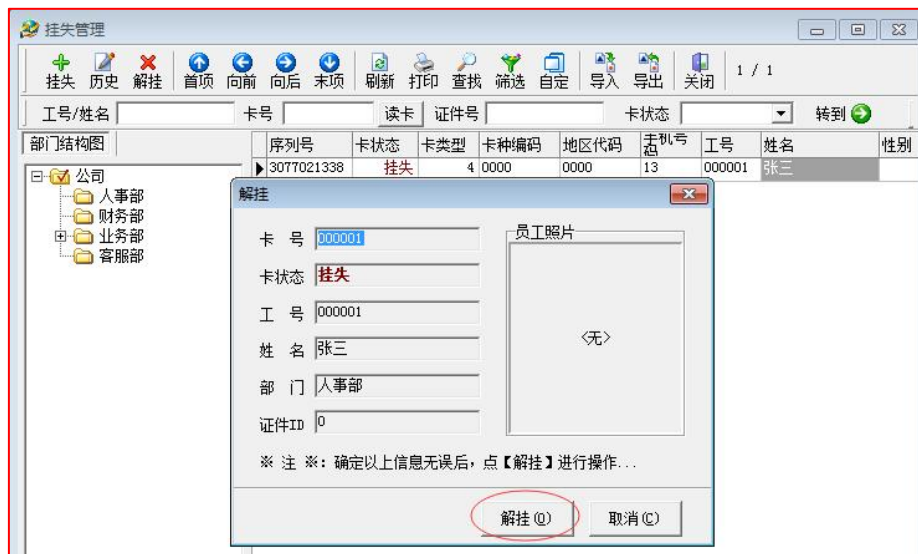 挂失管理
挂失 历史 解挂 首项 向前 向后 末项 刷新 打印 查找 筛选 自定 导入 导出 关闭 1 / 1
工号/姓名 卡号 读卡 证件号 卡状态 转到
部门结构图
序列号 卡状态 卡类型 卡种编码 地区代码 工号 姓名 性别
3077021338 挂失 4 0000 0000 13 000001 张三
公司
人事部
财务部
业务部
客服部
解挂
卡 号 000001
卡状态 挂失
工 号 000001
姓 名 张三
部 门 人事部
证件ID 0
员工照片
<无>
※ 注 ※: 确定以上信息无误后, 点【解挂】进行操作...
解挂(O) 取消(C)